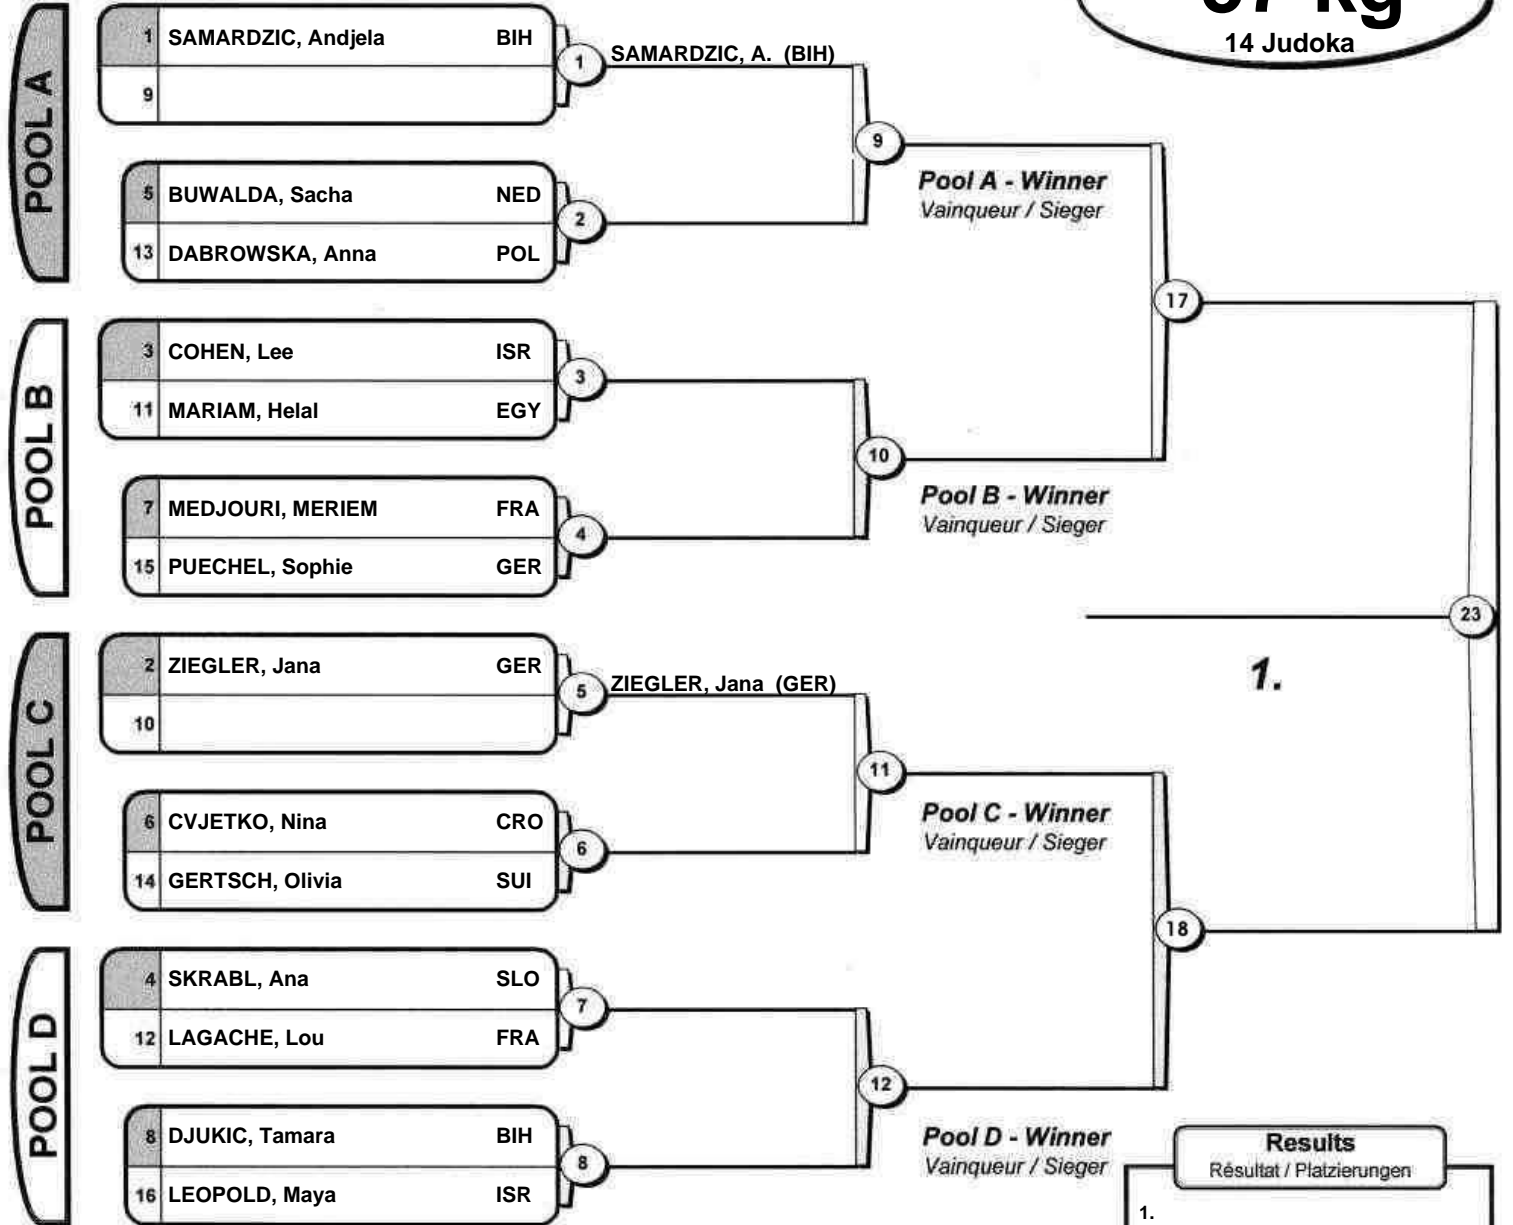 14 Judoka
POOL A
1 SAMARDZIC, Andjela BIH
9
1 SAMARDZIC, A. (BIH)
5 BUWALDA, Sacha NED
13 DABROWSKA, Anna POL
2
9
Pool A - Winner
Vainqueur / Sieger
POOL B
3 COHEN, Lee ISR
11 MARIAM, Helal EGY
3
7 MEDJOURI, MERIEM FRA
15 PUECHEL, Sophie GER
4
10
Pool B - Winner
Vainqueur / Sieger
17
POOL C
2 ZIEGLER, Jana GER
10
5 ZIEGLER, Jana (GER)
6 CVJETKO, Nina CRO
14 GERTSCH, Olivia SUI
6
11
Pool C - Winner
Vainqueur / Sieger
23
1.
POOL D
4 SKRABL, Ana SLO
12 LAGACHE, Lou FRA
7
8 DJUKIC, Tamara BIH
16 LEOPOLD, Maya ISR
8
12
Pool D - Winner
Vainqueur / Sieger
18
Results
Résultat / Platzierungen
1.